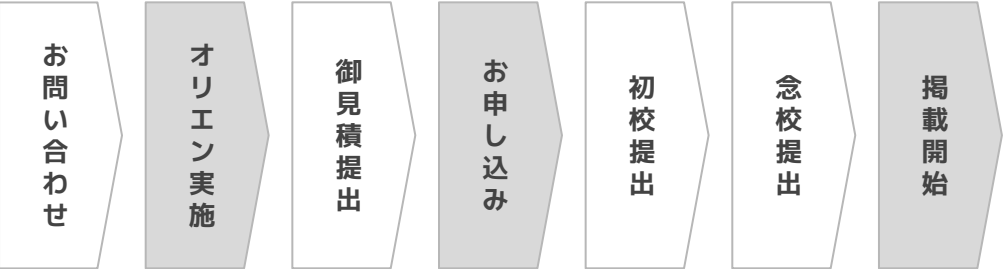 お問い合わせ
オリエン実施
御見積提出
お申し込み
初校提出
念校提出
掲載開始